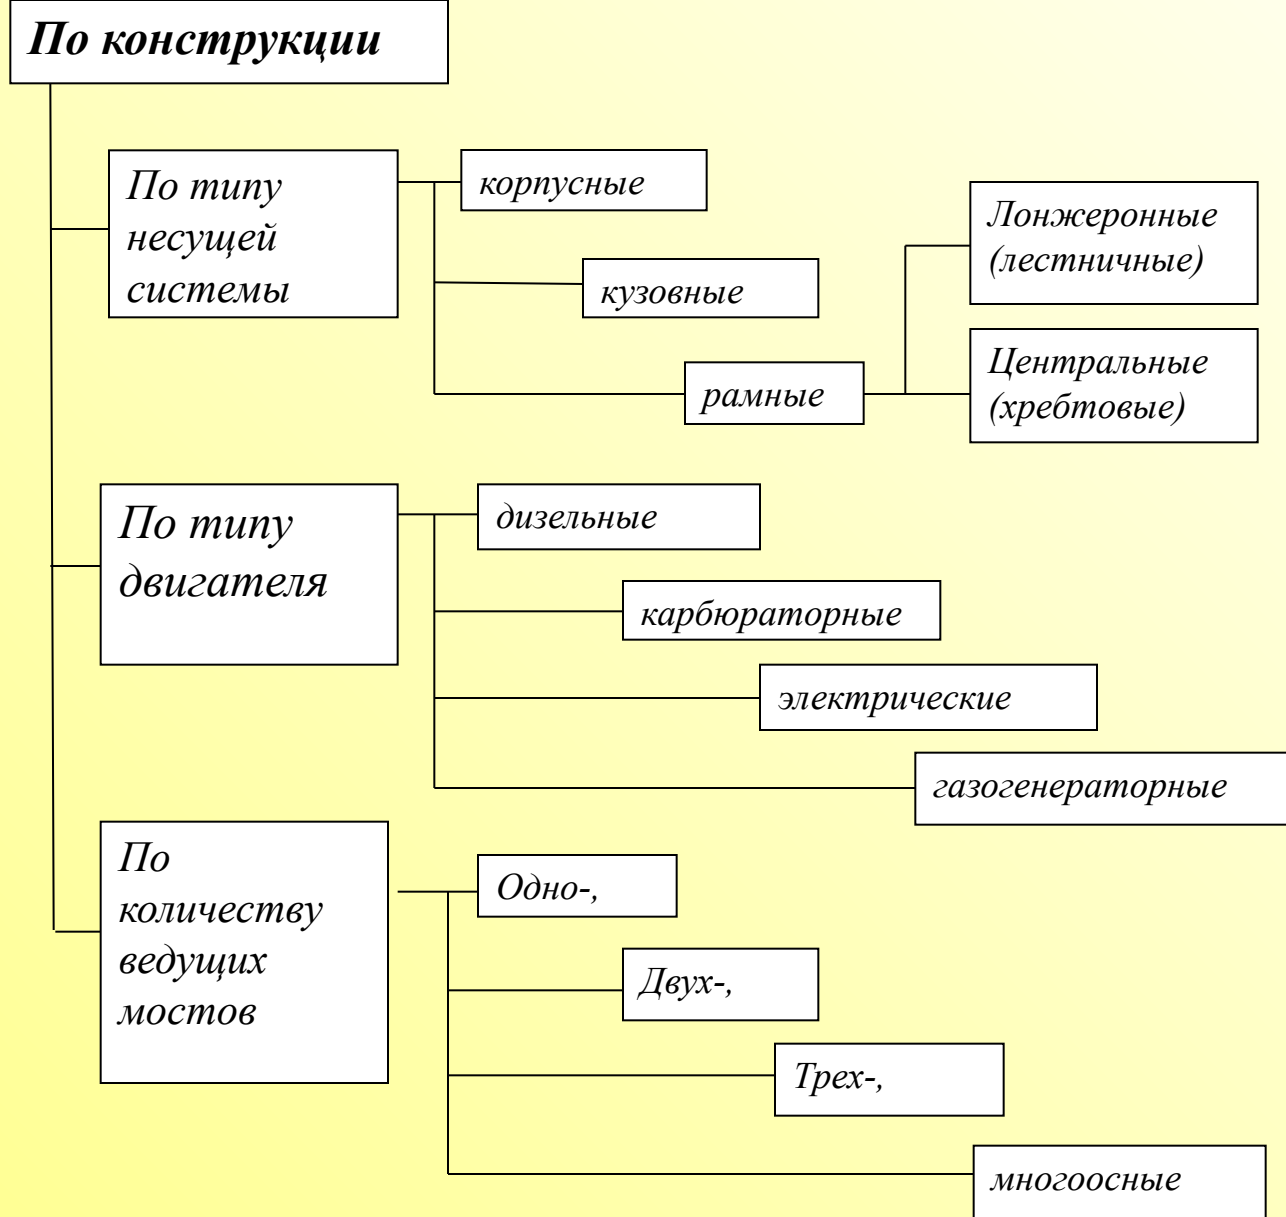 По конструкции
По типу
несущей
системы
корпусные
кузовные
рамные
Лонжеронные
(лестничные)
Центральные
(хребтовые)
По типу
двигателя
дизельные
карбюраторные
электрические
газогенераторные
По
количеству
ведущих
мостов
Одно-,
Двух-,
Трех-,
многоосные